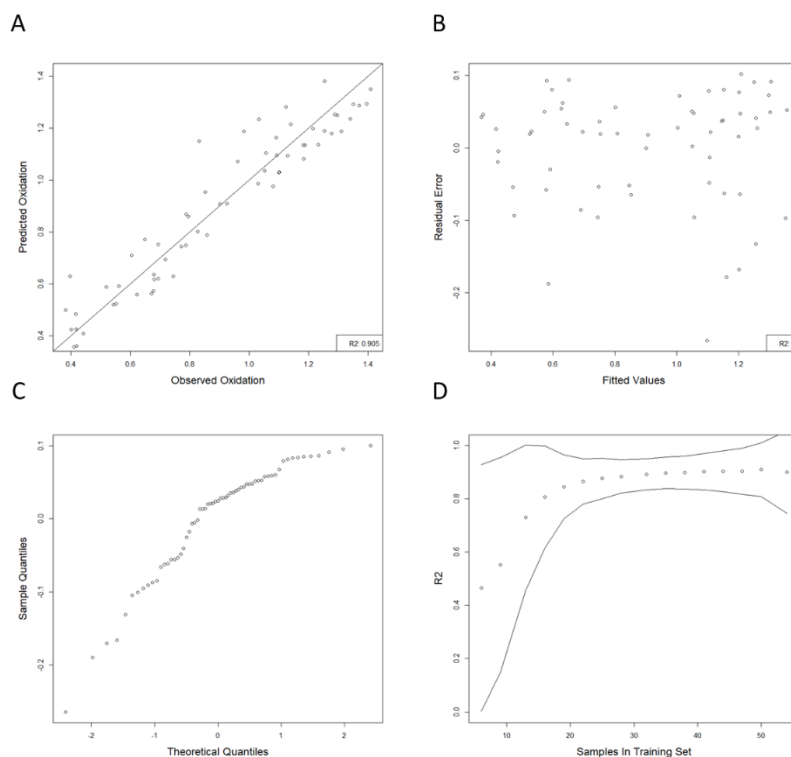 A
B
1.4
1.2
1.0
0.8
0.6
0.4
Predicted Oxidation
R2: 0.905
0.4 0.6 0.8 1.0 1.2 1.4
Observed Oxidation
0.1
0.0
-0.1
-0.2
Residual Error
R2:
0.4 0.6 0.8 1.0 1.2
Fitted Values
C
D
0.1
0.0
-0.1
-0.2
Sample Quantiles
-2 -1 0 1 2
Theoretical Quantiles
1.0
0.8
0.6
0.4
0.2
0.0
R2
10 20 30 40 50
Samples In Training Set